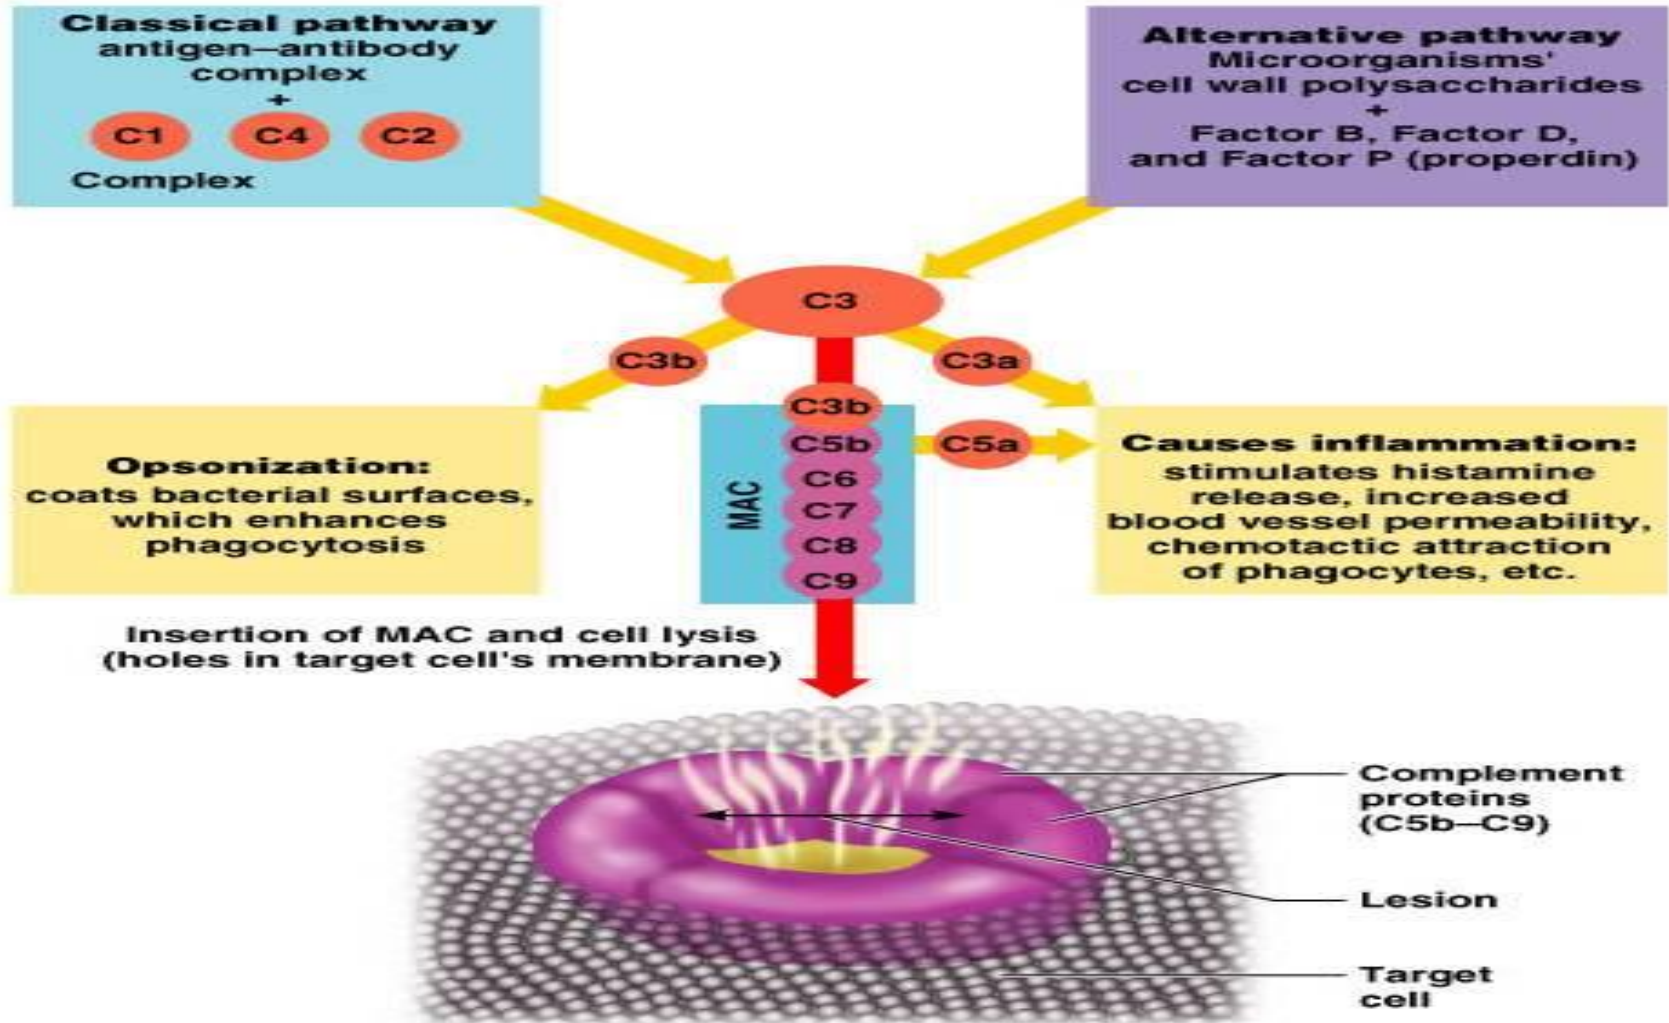 Classical pathway
antigen–antibody
complex
+
C1 C4 C2
Complex
Alternative pathway
Microorganisms'
cell wall polysaccharides
+
Factor B, Factor D,
and Factor P (properdin)
C3
C3b
C3a
C3b
C5b
C6
C7
C8
C9
MAC
C5a
Opsonization:
coats bacterial surfaces,
which enhances
phagocytosis
Causes inflammation:
stimulates histamine
release, increased
blood vessel permeability,
chemotactic attraction
of phagocytes, etc.
Insertion of MAC and cell lysis
(holes in target cell's membrane)
Complement
proteins
(C5b–C9)
Lesion
Target
cell